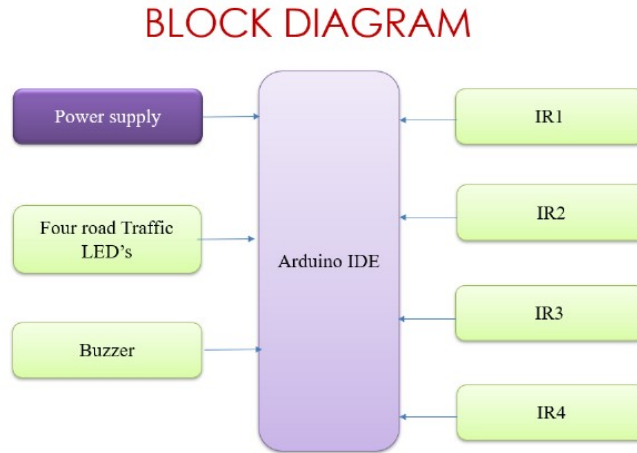 BLOCK DIAGRAM
Power supply
Four road Traffic
LED's
Buzzer
Arduino IDE
IR1
IR2
IR3
IR4